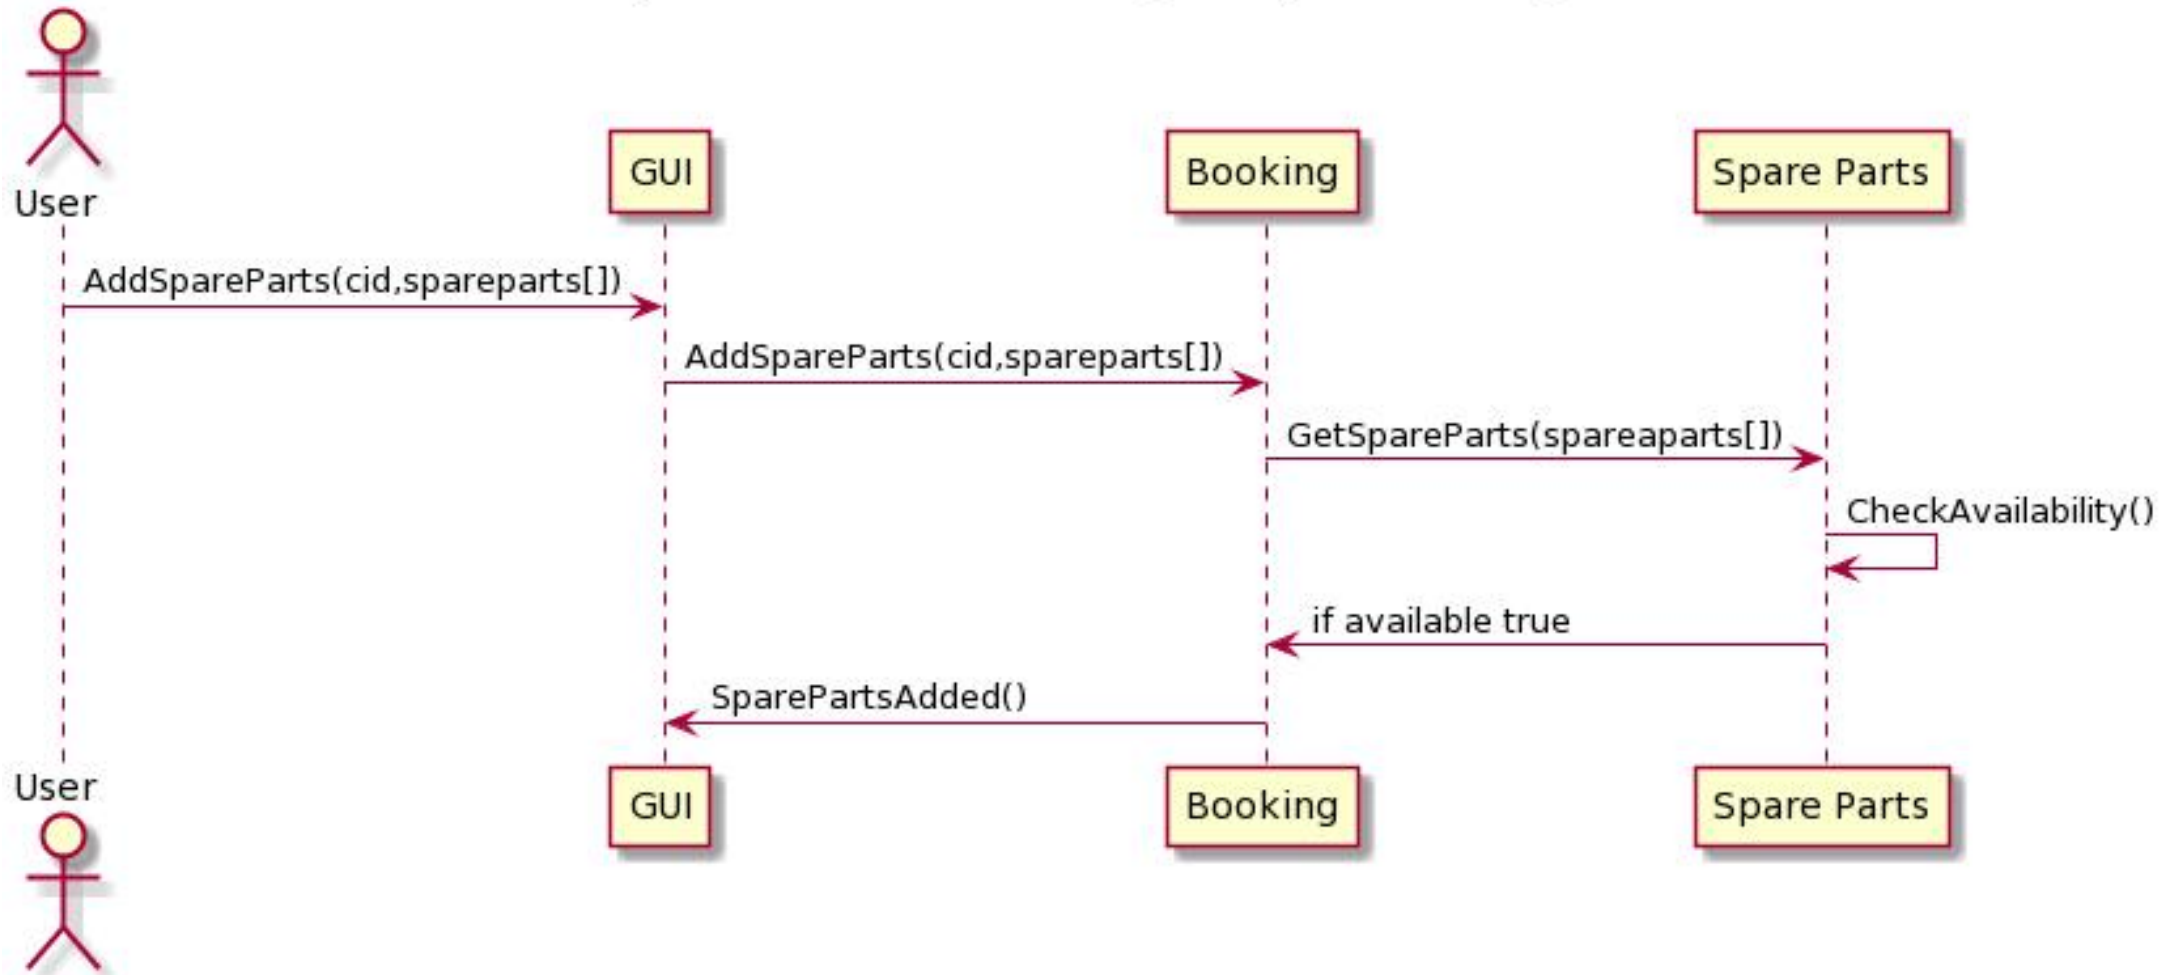 User
GUI
Booking
Spare Parts
AddSpareParts(cid,spareparts[])
AddSpareParts(cid,spareparts[])
GetSpareParts(spareaparts[])
CheckAvailability()
if available true
SparePartsAdded()
User
GUI
Booking
Spare Parts